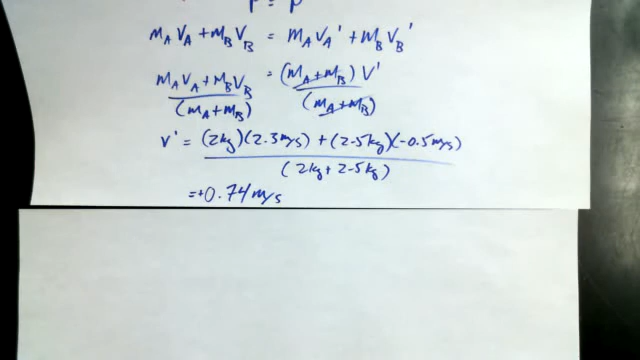 P = P'
m_A V_A + m_B V_B = m_A V_A' + m_B V_B'
(m_A V_A + m_B V_B)/(m_A + m_B) = (m_A + m_B) V'/(m_A + m_B)
V' = ((2kg)(2.3m/s) + (2.5kg)(-0.5m/s))/(2kg + 2.5kg)
= +0.74m/s